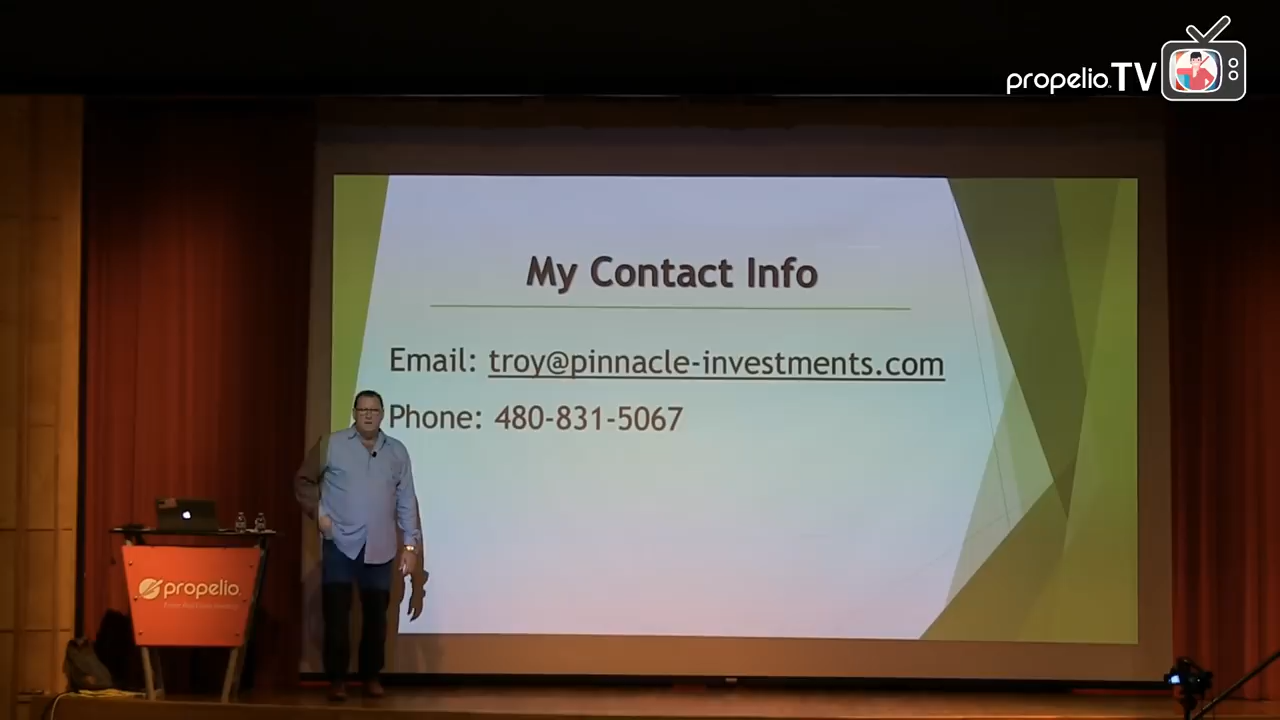 propelio TV
My Contact Info
Email: troy@pinnacle-investments.com
Phone: 480-831-5067
propelio